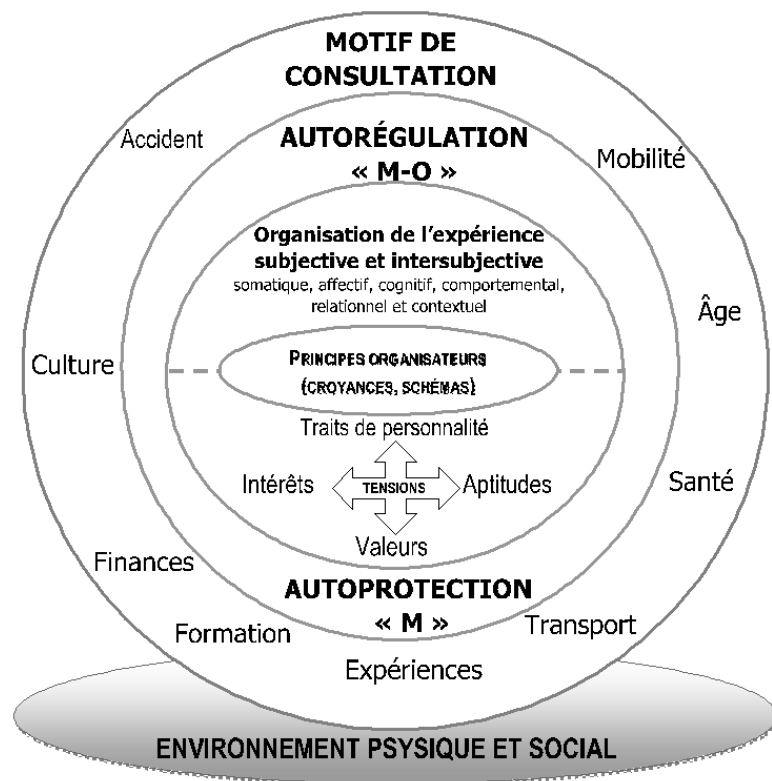 MOTIF DE
CONSULTATION
Accident
AUTORÉGULATION
« M-O »
Mobilité
Organisation de l'expérience
subjective et intersubjective
somatique, affectif, cognitif, comportemental,
relationnel et contextuel
Âge
Culture
PRINCIPES ORGANISATEURS
(CROYANCES, SCHÉMAS)
Traits de personnalité
Intérêts
TENSIONS
Aptitudes
Santé
Valeurs
Finances
AUTOPROTECTION
« M »
Formation
Transport
Expériences
ENVIRONNEMENT PSYSIQUE ET SOCIAL